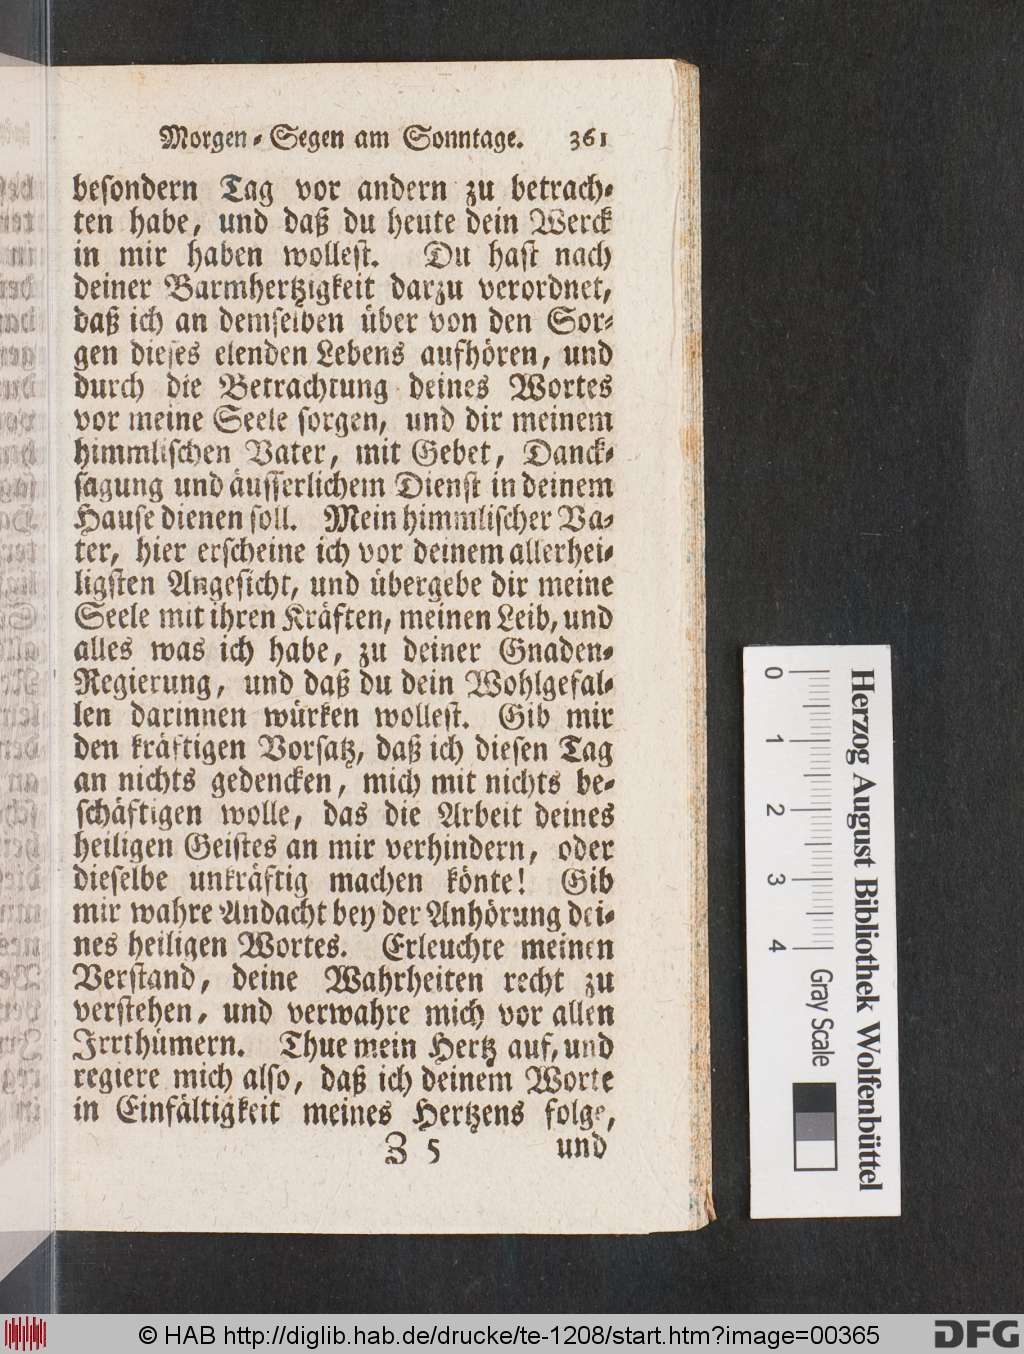 Morgen-Segen am Sonntage. 361
besondern Tag vor andern zu betrach-
ten habe, und daß du heute dein Werck
in mir haben wollest. Du hast nach
deiner Barmhertzigkeit darzu verordnet,
daß ich an demselben über von den Sor-
gen dieses elenden Lebens aufhören, und
durch die Betrachtung deines Wortes
vor meine Seele sorgen, und dir meinem
himmlischen Vater, mit Gebet, Danck-
sagung und äusserlichem Dienst in deinem
Hause dienen soll. Mein himmlischer Va-
ter, hier erscheine ich vor deinem allerhei-
ligsten Angesicht, und übergebe dir meine
Seele mit ihren Kräften, meinen Leib, und
alles was ich habe, zu deiner Gnaden-
Regierung, und daß du dein Wohlgefal-
len darinnen würken wollest. Gib mir
den kräftigen Vorsatz, daß ich diesen Tag
an nichts gedencken, mich mit nichts be-
schäftigen wolle, das die Arbeit deines
heiligen Geistes an mir verhindern, oder
dieselbe unkräftig machen könte! Gib
mir wahre Andacht bey der Anhörung dei-
nes heiligen Wortes. Erleuchte meinen
Verstand, deine Wahrheiten recht zu
verstehen, und verwahre mich vor allen
Irrthümern. Thue mein Hertz auf, und
regiere mich also, daß ich deinem Worte
in Einfältigkeit meines Hertzens folge,
Z 5 und
Herzog August Bibliothek Wolfenbüttel
0 1 2 3 4 Gray Scale
© HAB http://diglib.hab.de/drucke/te-1208/start.htm?image=00365 DFG